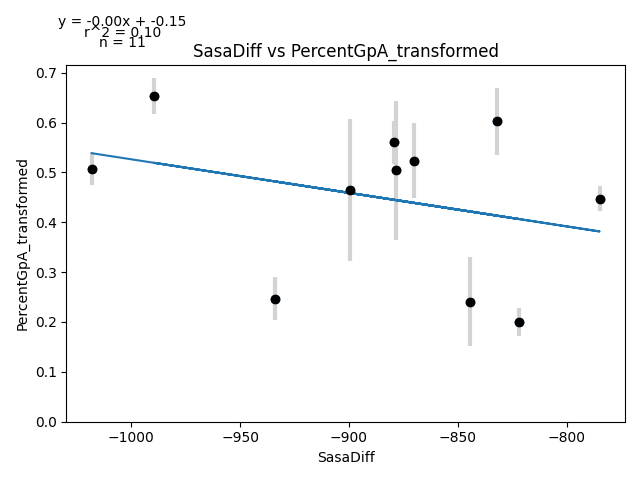 y = -0.00x + -0.15
r^2 = 0.10
n = 11
SasaDiff vs PercentGpA_transformed
PercentGpA_transformed
0.7
0.6
0.5
0.4
0.3
0.2
0.1
0.0
−1000
−950
−900
−850
−800
SasaDiff